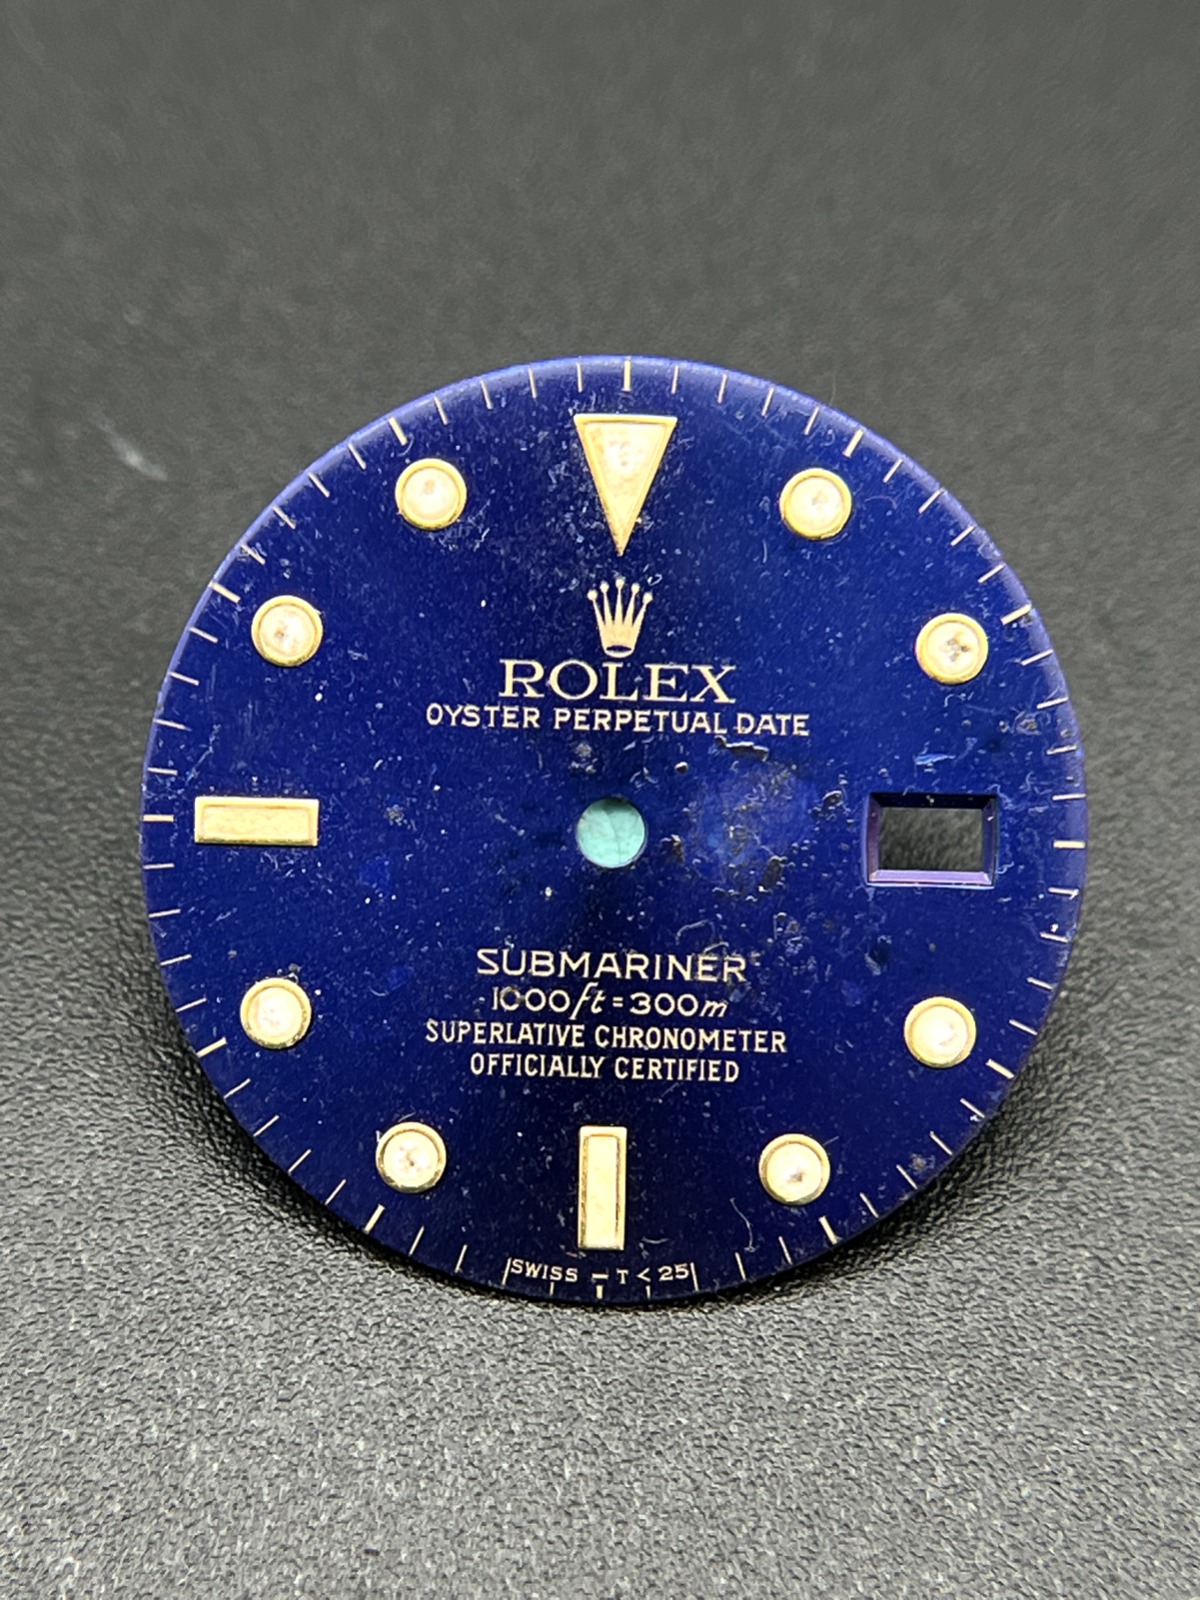 ROLEX
OYSTER PERPETUAL DATE
SUBMARINER
1000ft = 300m
SUPERLATIVE CHRONOMETER
OFFICIALLY CERTIFIED
SWISS – T < 25